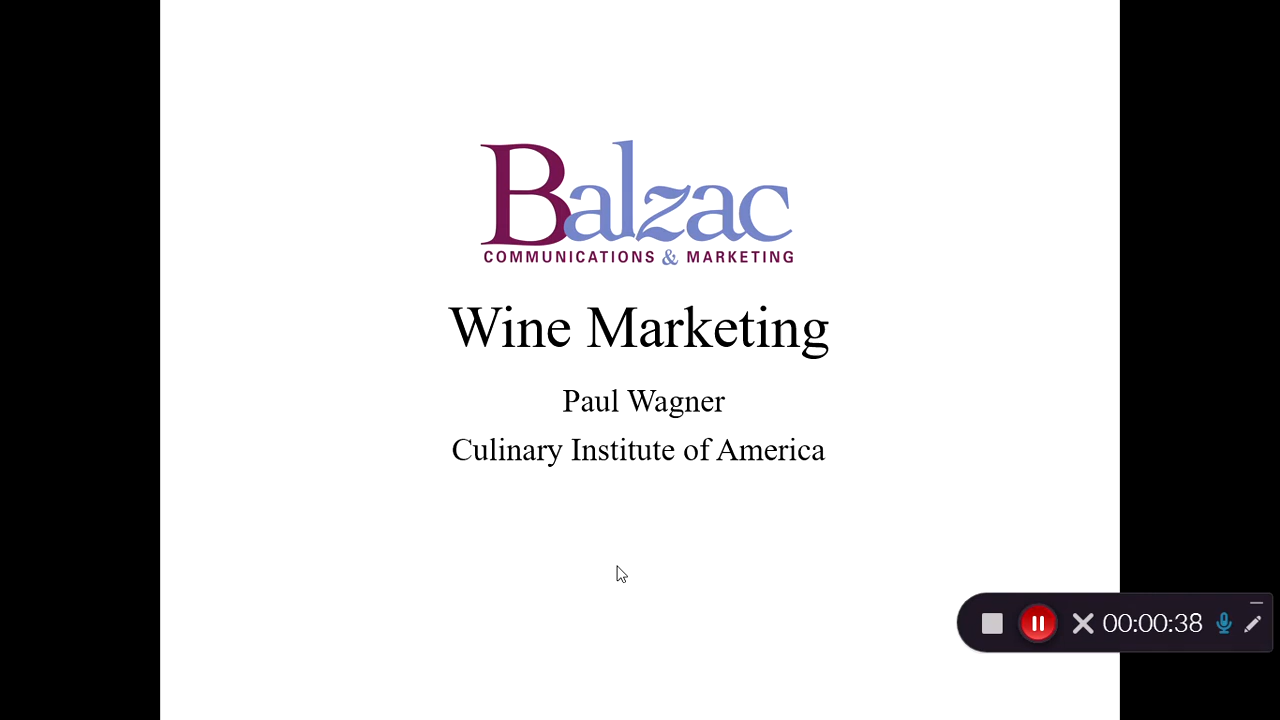 Balzac
COMMUNICATIONS & MARKETING
Wine Marketing
Paul Wagner
Culinary Institute of America
00:00:38